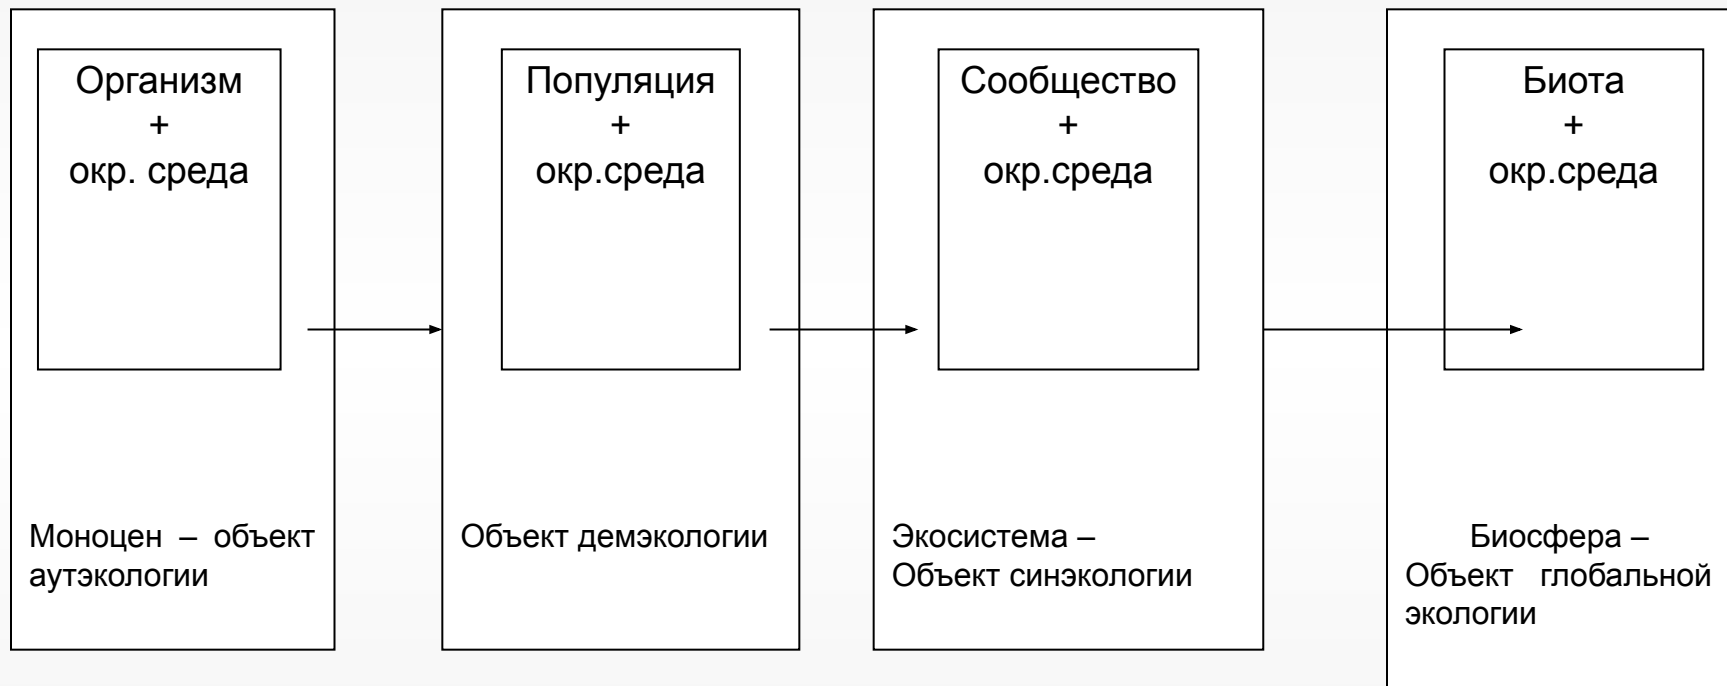 Организм
+
окр. среда
Моноцен – объект
аутэкологии
Популяция
+
окр.среда
Объект демэкологии
Сообщество
+
окр.среда
Экосистема –
Объект синэкологии
Биота
+
окр.среда
Биосфера –
Объект глобальной
экологии